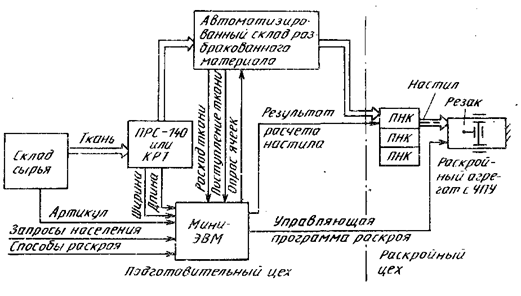 Автоматизиро-
ванный склад раз-
бракованного
материала
Настил
Резак
ПНК
ПНК
ПНК
Результат
расчета
настила
Ткань
ПРС-140
или
КРТ
Склад
сырья
Ширина
Длина
Расход ткани
Поступление ткани
Опрос ячеек
Раскрой-
ный агре-
гат с ЧПУ
Артикул
Запросы населения
Способы раскроя
Мини-
ЭВМ
Управляющая
программа раскроя
Подготовительный цех
Раскройный
цех